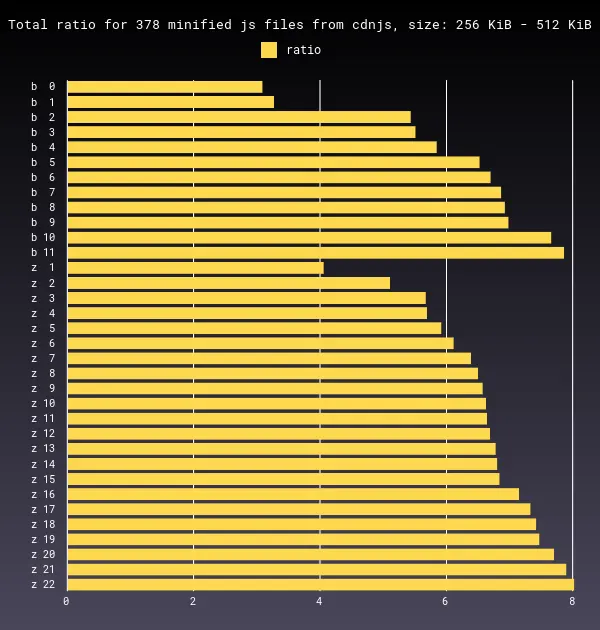 Total ratio for 378 minified js files from cdnjs, size: 256 KiB - 512 KiB
ratio
b 0
b 1
b 2
b 3
b 4
b 5
b 6
b 7
b 8
b 9
b 10
b 11
z 1
z 2
z 3
z 4
z 5
z 6
z 7
z 8
z 9
z 10
z 11
z 12
z 13
z 14
z 15
z 16
z 17
z 18
z 19
z 20
z 21
z 22
0 2 4 6 8